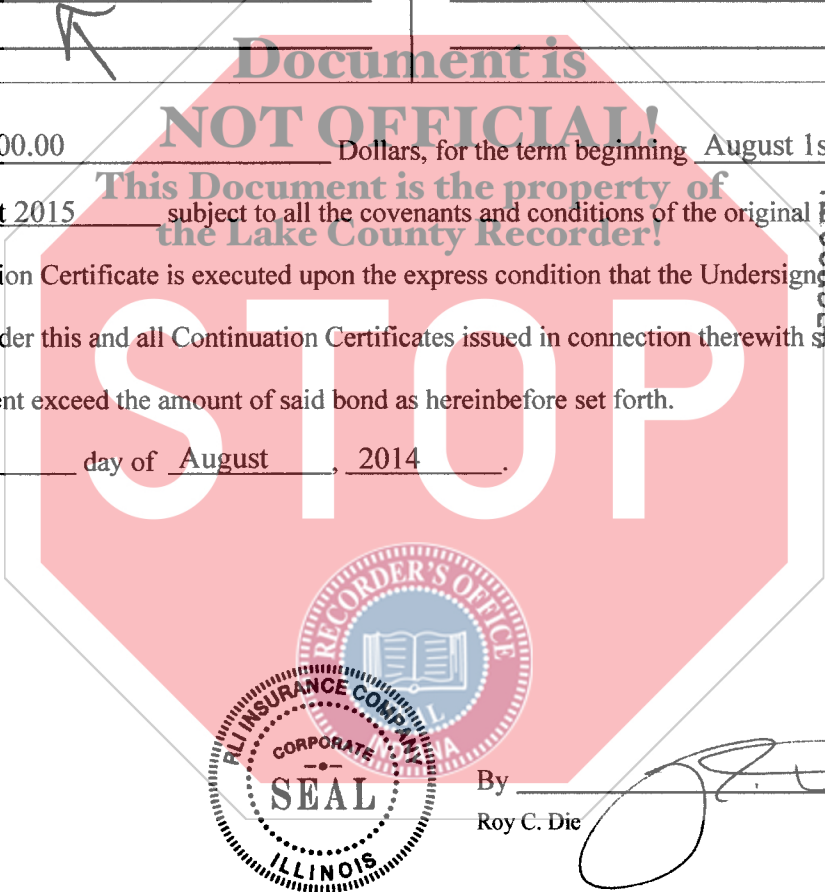 Document is
NOT OFFICIAL!
00.00 Dollars, for the term beginning August 1s
This Document is the property of
t 2015 subject to all the covenants and conditions of the original
the Lake County Recorder!
ion Certificate is executed upon the express condition that the Undersigne
der this and all Continuation Certificates issued in connection therewith s
nt exceed the amount of said bond as hereinbefore set forth.
day of August , 2014 .
STOP
RECORDER'S OFFICE
SEAL
INDIANA
RLI INSURANCE COMPANY
CORPORATE
SEAL
ILLINOIS
By
Roy C. Die